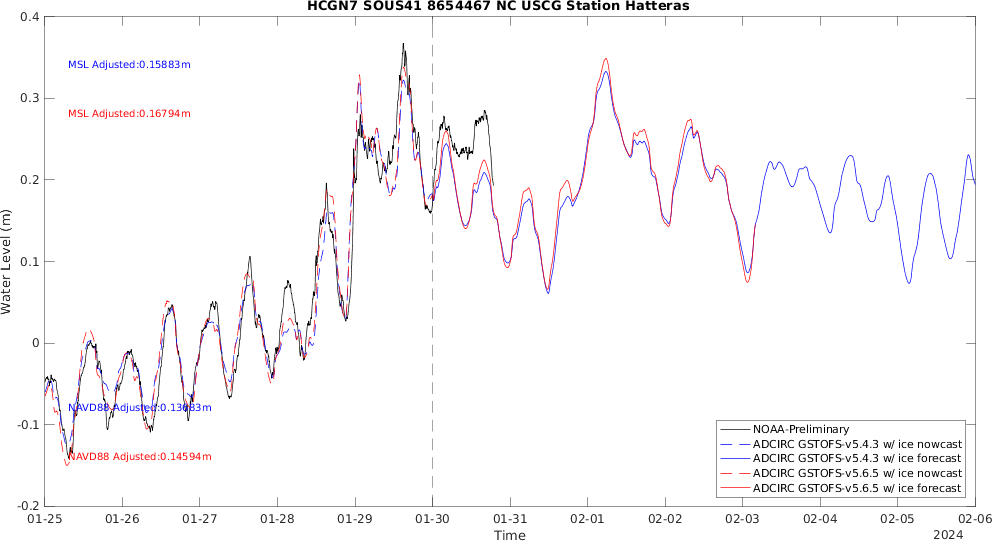 HCGN7 SOUS41 8654467 NC USCG Station Hatteras
0.4
MSL Adjusted:0.15883m
0.3
MSL Adjusted:0.16794m
0.2
0.1
Water Level (m)
0
NAVD88 Adjusted:0.13683m
-0.1
NAVD88 Adjusted:0.14594m
NOAA-Preliminary
ADCIRC GSTOFS-v5.4.3 w/ ice nowcast
ADCIRC GSTOFS-v5.4.3 w/ ice forecast
ADCIRC GSTOFS-v5.6.5 w/ ice nowcast
ADCIRC GSTOFS-v5.6.5 w/ ice forecast
-0.2
01-25 01-26 01-27 01-28 01-29 01-30 01-31 02-01 02-02 02-03 02-04 02-05 02-06
Time
2024